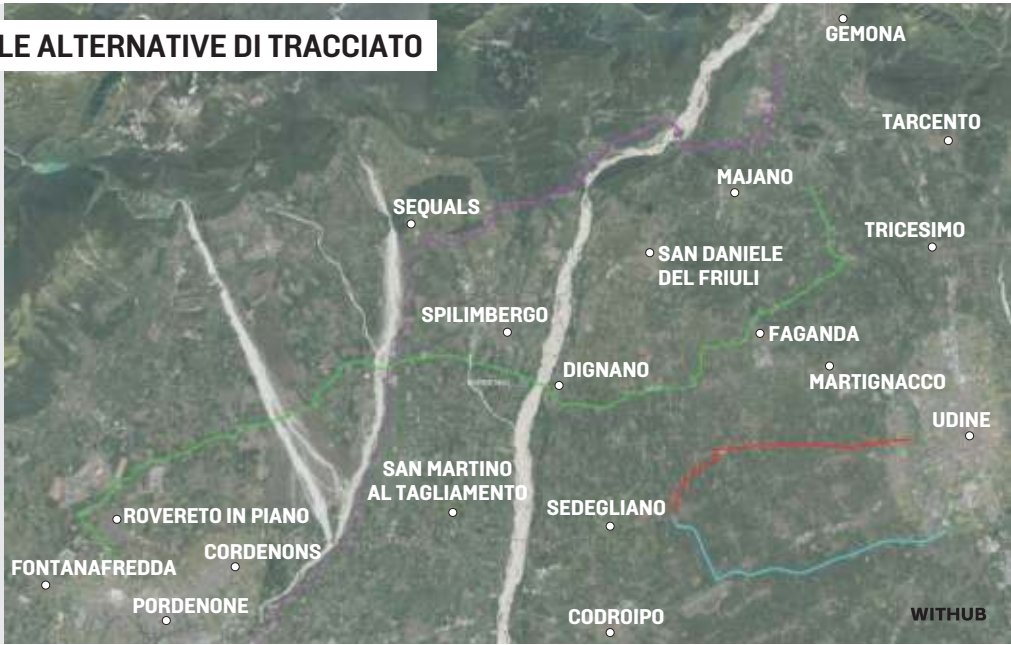 LE ALTERNATIVE DI TRACCIATO
GEMONA
TARCENTO
MAJANO
SEQUALS
TRICESIMO
SAN DANIELE
DEL FRIULI
SPILIMBERGO
FAGANDA
DIGNANO
MARTIGNACCO
UDINE
SAN MARTINO
AL TAGLIAMENTO
SEDEGLIANO
ROVERETO IN PIANO
CORDENONS
FONTANAFREDDA
PORDENONE
CODROIPO
WITHUB